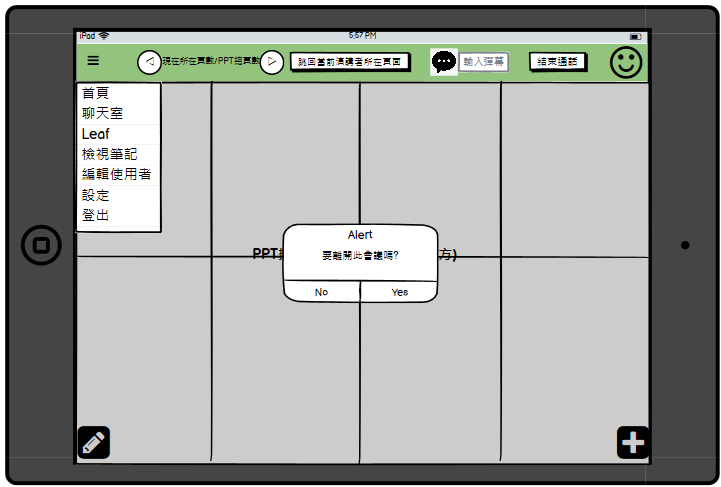 iPad
5:57 PM
現在所在頁數/PPT總頁數
跳回當前演講者所在頁面
輸入彈幕
結束通話
首頁
聊天室
Leaf
檢視筆記
編輯使用者
設定
登出
Alert
PPT
方)
要離開此會議嗎?
No
Yes